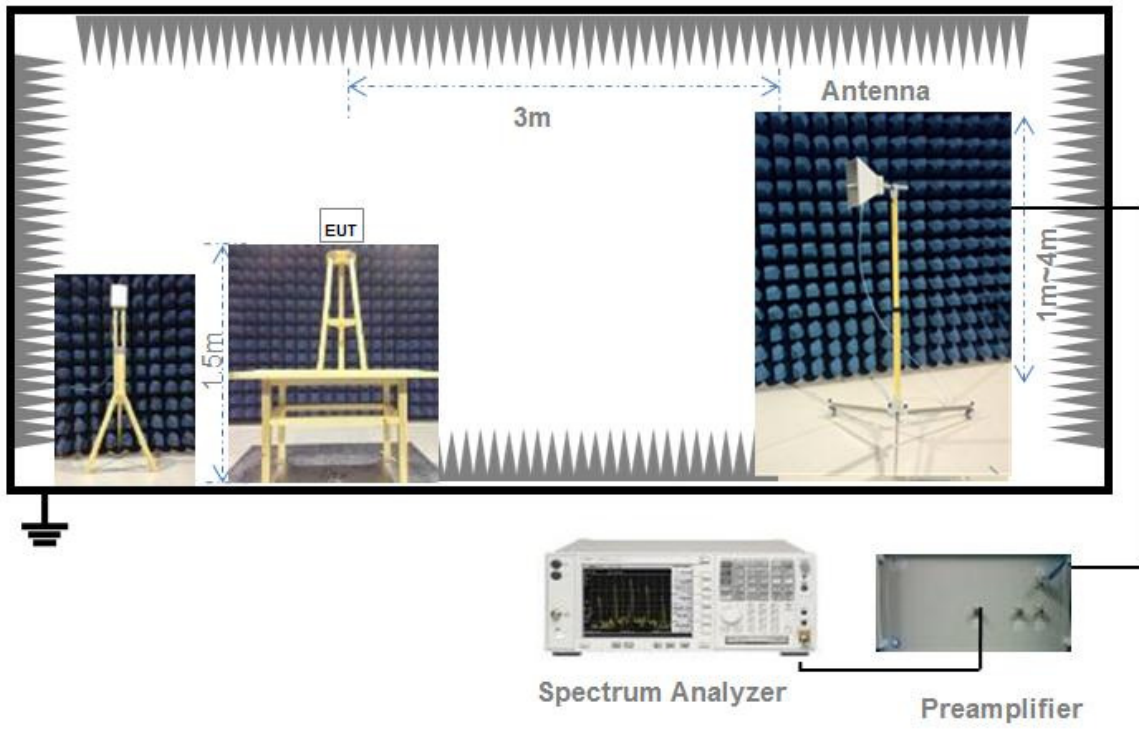 3m
Antenna
EUT
1.5m
1m~4m
Spectrum Analyzer
Preamplifier